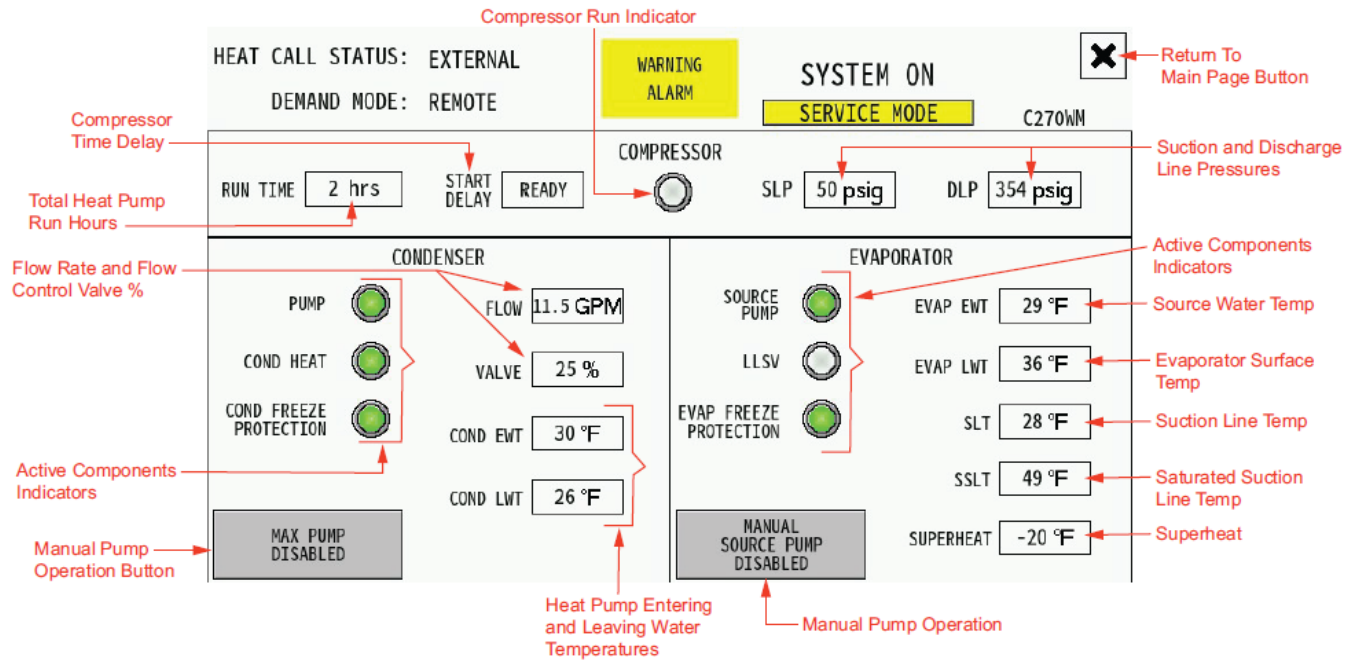 Compressor Run Indicator
HEAT CALL STATUS: EXTERNAL
DEMAND MODE: REMOTE
WARNING
ALARM
SYSTEM ON
SERVICE MODE
C270WM
Return To
Main Page Button
Compressor
Time Delay
Total Heat Pump
Run Hours
RUN TIME 2 hrs
START
DELAY
READY
COMPRESSOR
SLP 50 psig
DLP 354 psig
Suction and Discharge
Line Pressures
Flow Rate and Flow
Control Valve %
CONDENSER
PUMP
COND HEAT
COND FREEZE
PROTECTION
FLOW 11.5 GPM
VALVE 25 %
COND EWT 30 °F
COND LWT 26 °F
Active Components
Indicators
MAX PUMP
DISABLED
Manual Pump
Operation Button
Heat Pump Entering
and Leaving Water
Temperatures
EVAPORATOR
SOURCE
PUMP
LLSV
EVAP FREEZE
PROTECTION
EVAP EWT 29 °F
EVAP LWT 36 °F
SLT 28 °F
SSLT 49 °F
SUPERHEAT -20 °F
MANUAL
SOURCE PUMP
DISABLED
Manual Pump Operation
Active Components
Indicators
Source Water Temp
Evaporator Surface
Temp
Suction Line Temp
Saturated Suction
Line Temp
Superheat